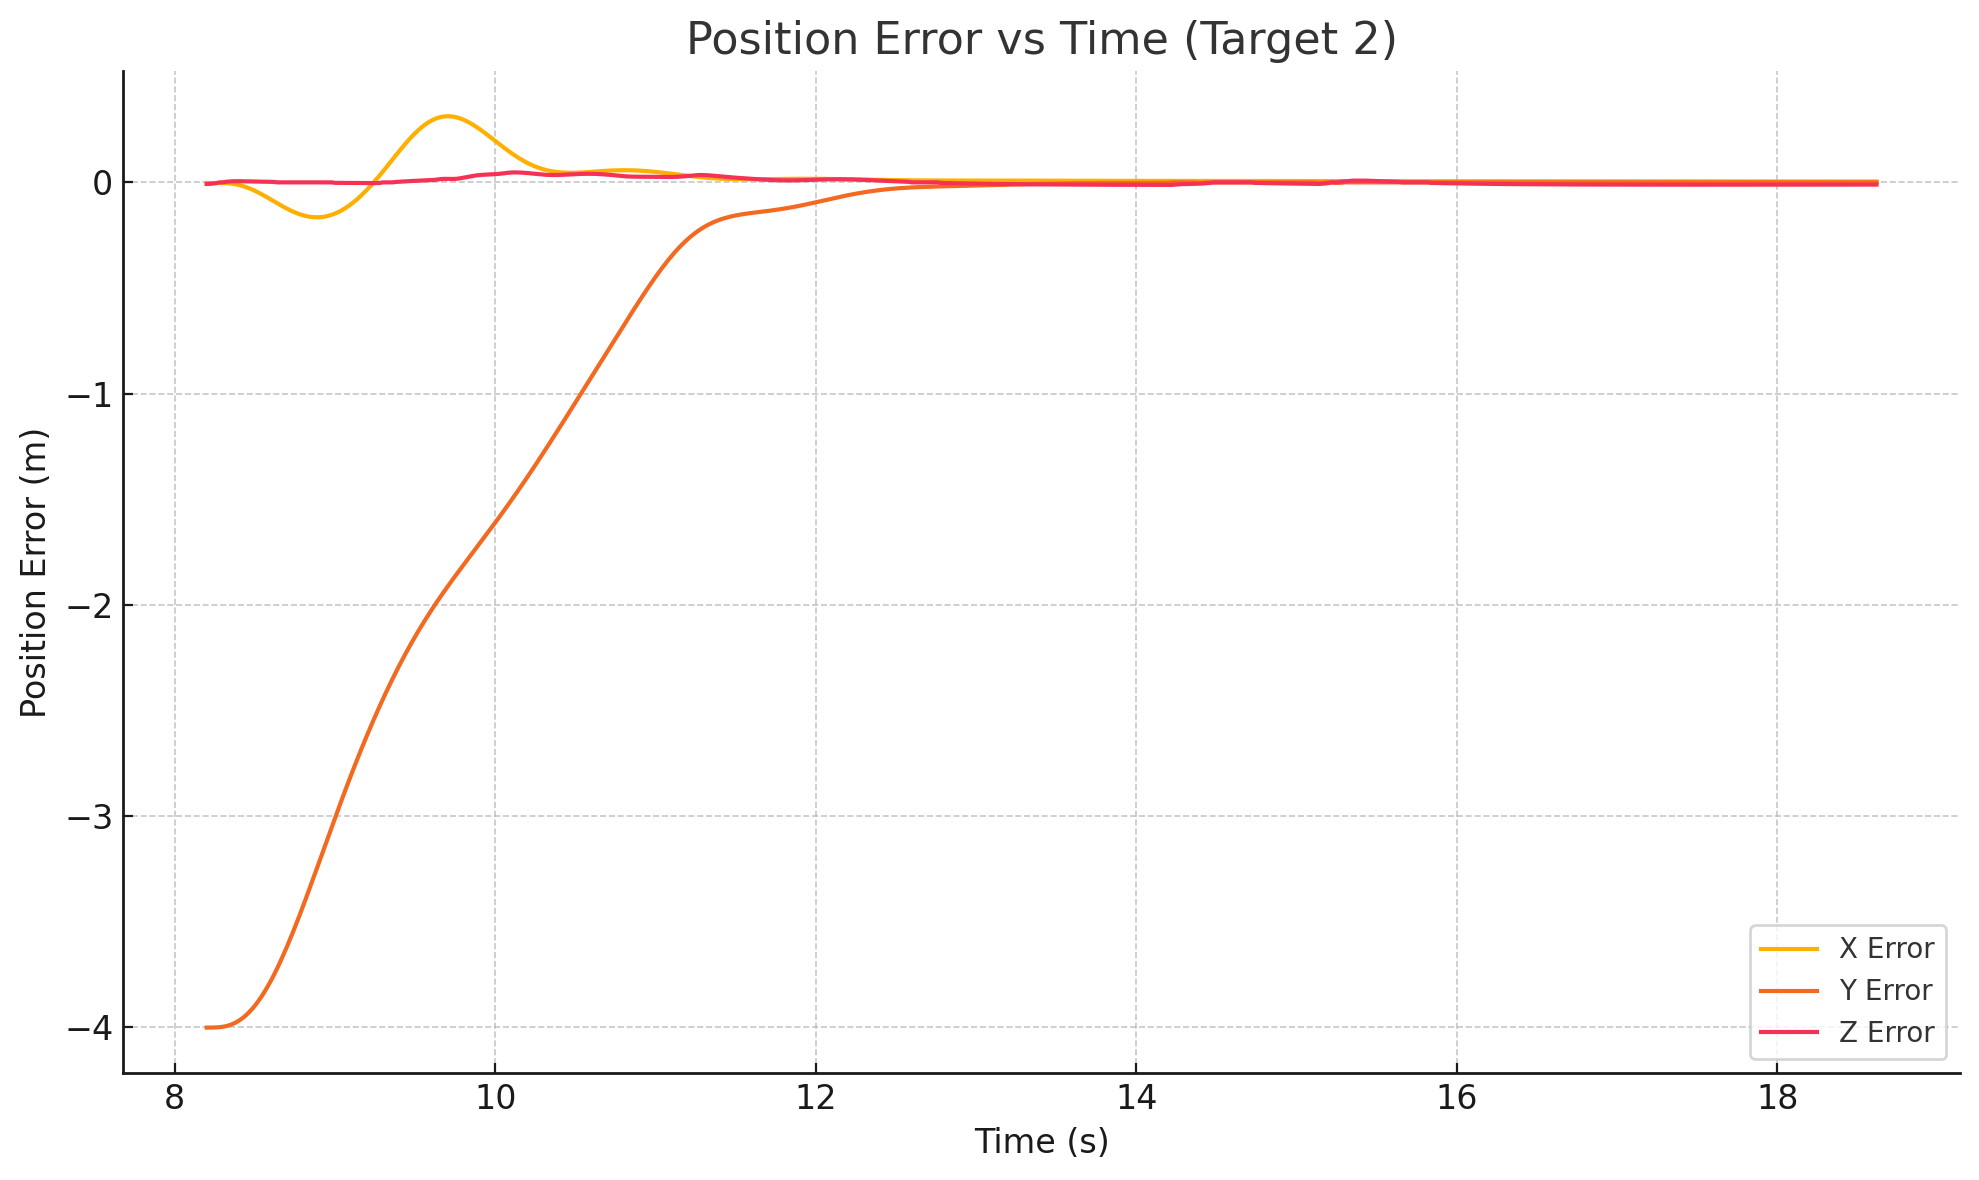 Position Error vs Time (Target 2)
Position Error (m)
0
−1
−2
−3
−4
8
10
12
14
16
18
Time (s)
X Error
Y Error
Z Error